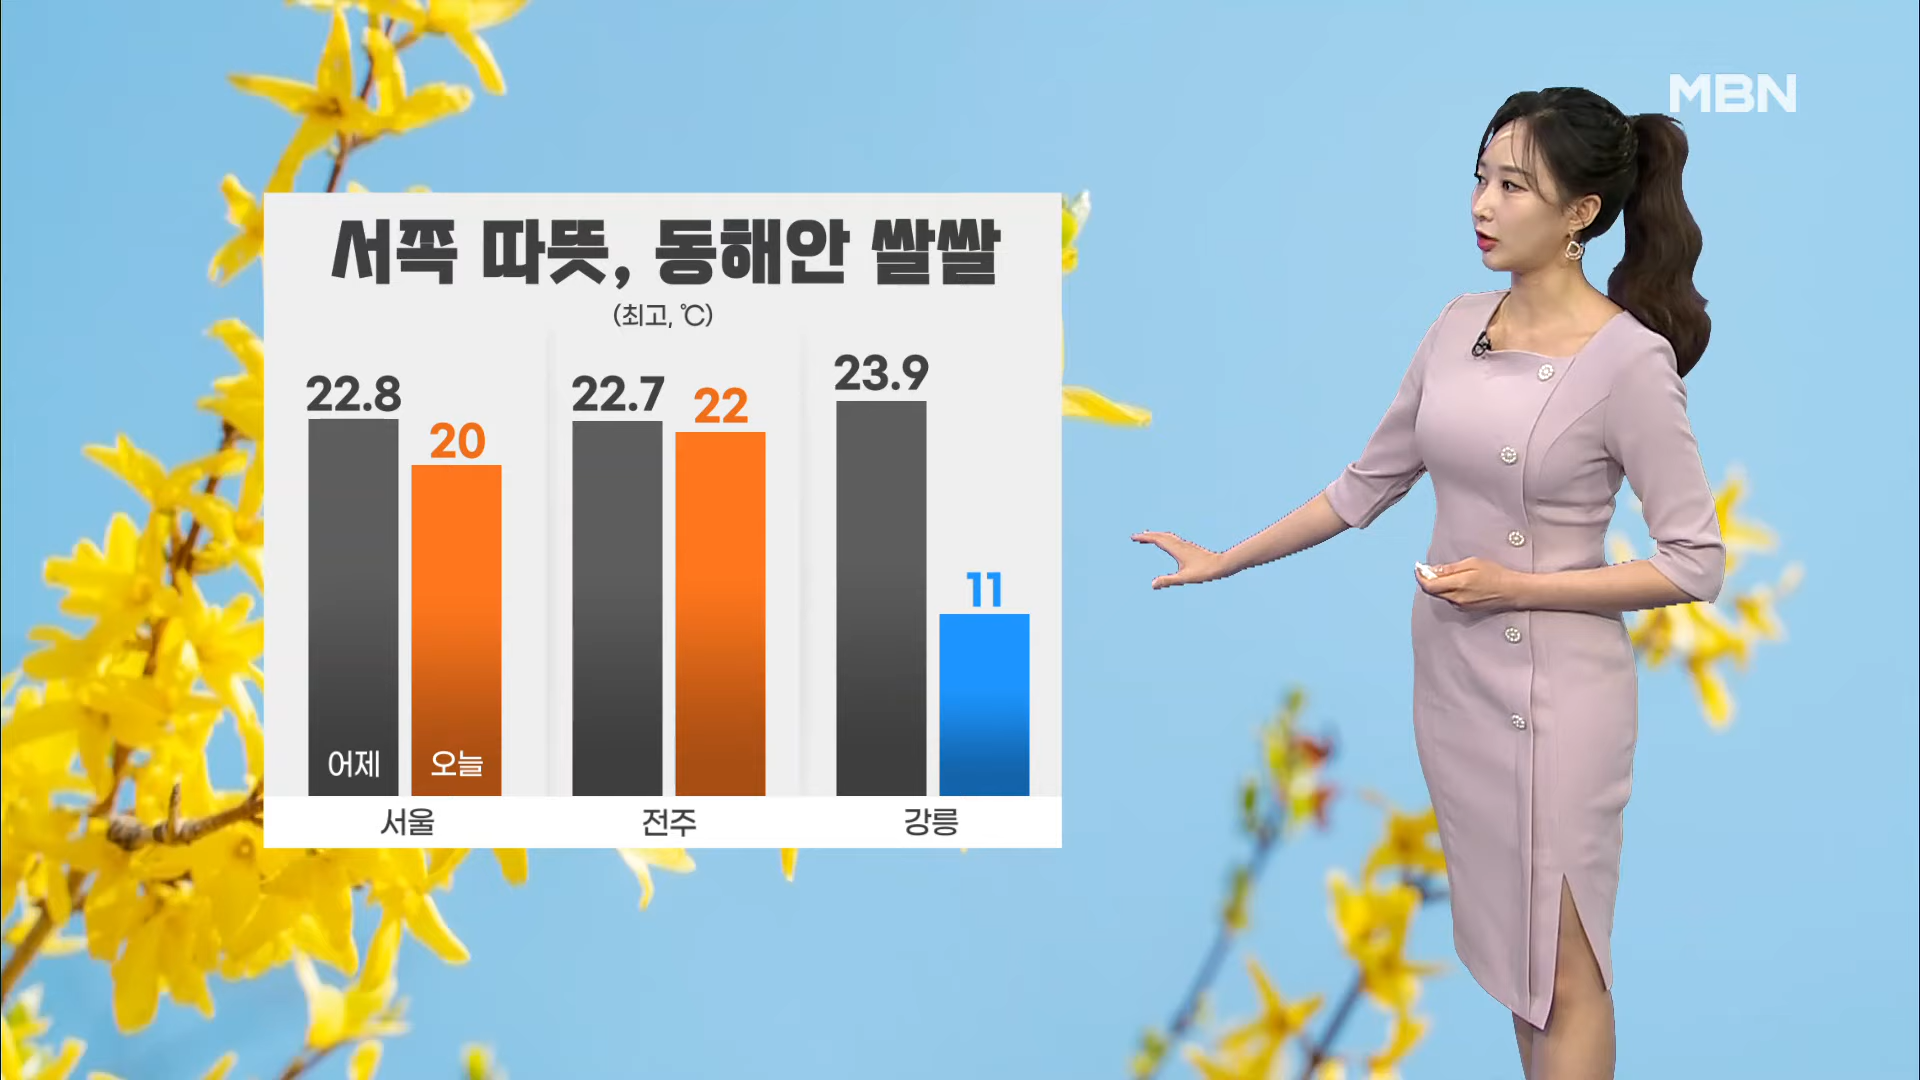 MBN
서쪽 따뜻, 동해안 쌀쌀
(최고, ℃)
22.8
20
22.7
22
23.9
11
어제
오늘
서울
전주
강릉